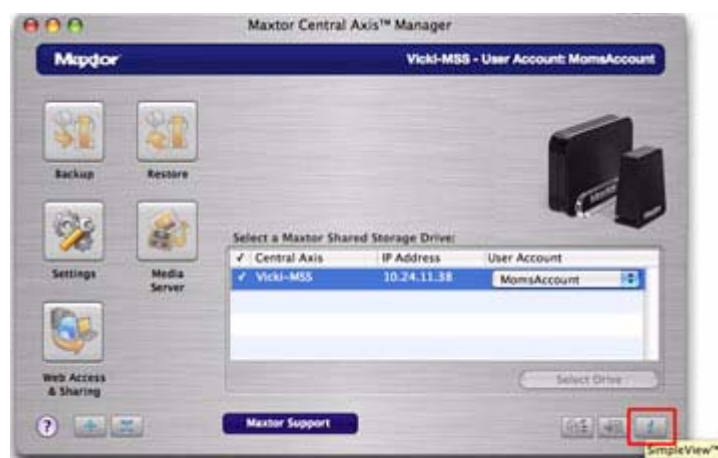 Maxtor Central Axis™ Manager
Maxtor
Vicki-MSS - User Account: MomsAccount
Backup
Restore
Settings
Media
Server
Web Access
& Sharing
Select a Maxtor Shared Storage Drive:
✓ Central Axis IP Address User Account
✓ Vicki-MSS 10.24.11.38 MomsAccount
Select Drive
?
Maxtor Support
SimpleView™